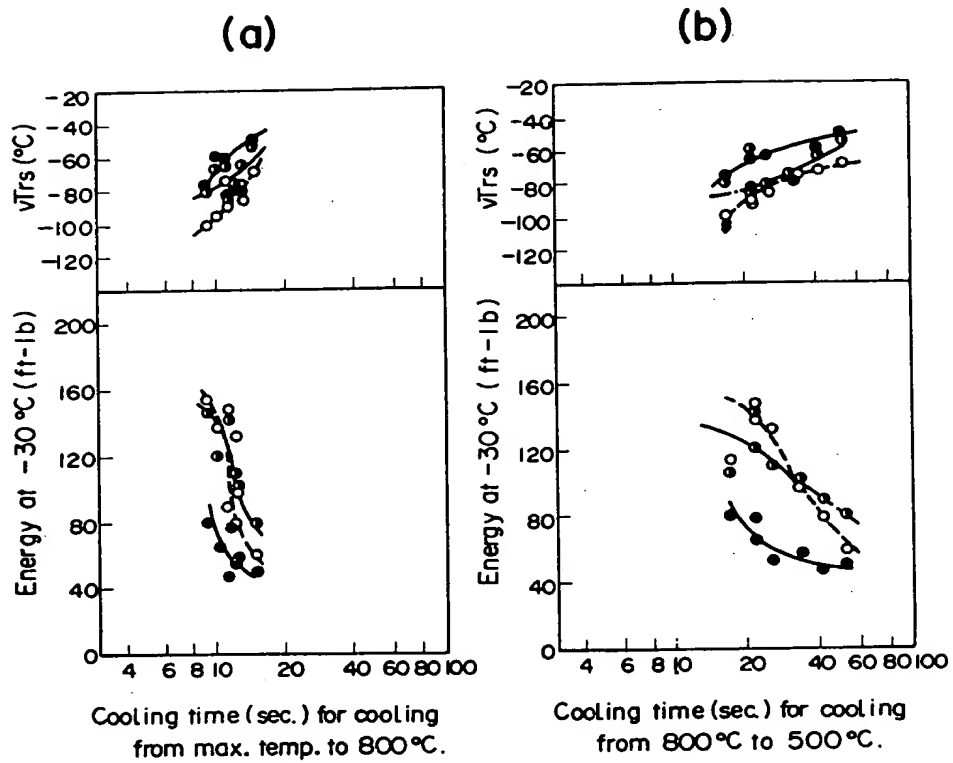 (a)
(b)
vTrs (°C)
-20
-40
-60
-80
-100
-120
Energy at -30°C (ft-lb)
200
160
120
80
40
0
4 6 8 10 20 40 60 80 100
Cooling time (sec.) for cooling
from max. temp. to 800°C.
vTrs (°C)
-20
-40
-60
-80
-100
-120
Energy at -30°C (ft-lb)
200
160
120
80
40
0
4 6 8 10 20 40 60 80 100
Cooling time (sec.) for cooling
from 800°C to 500°C.